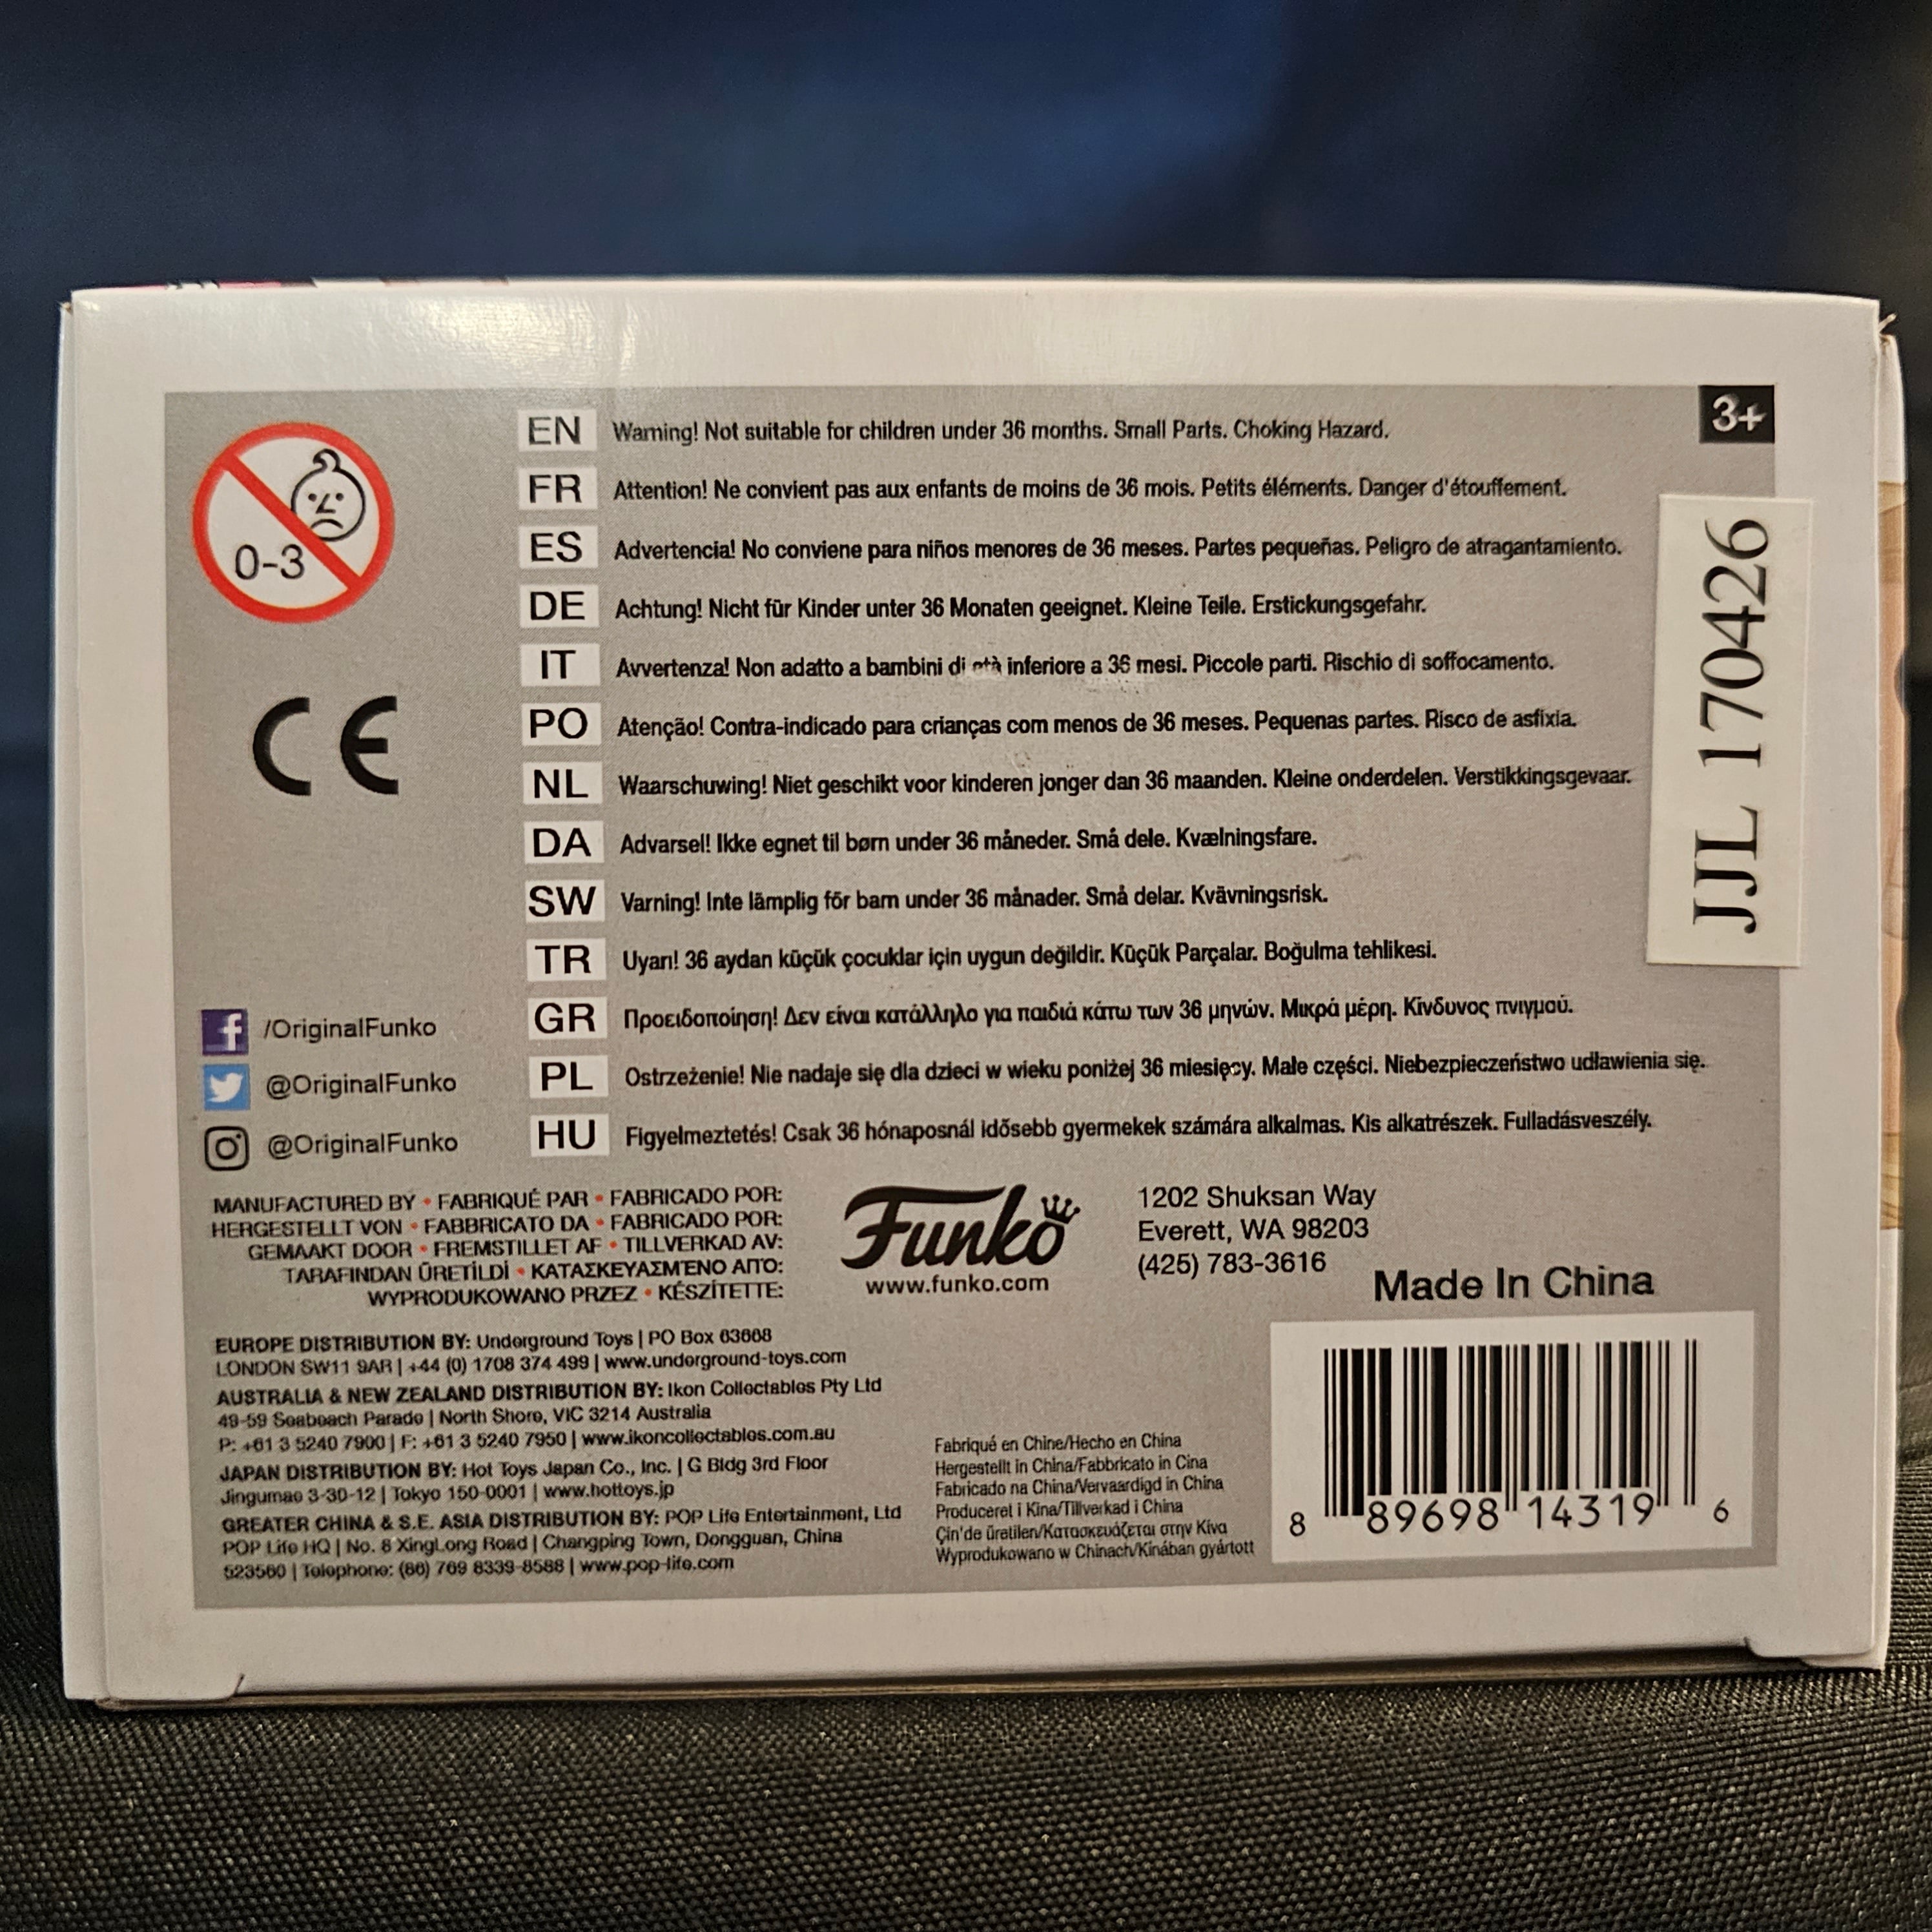 3+
0-3
EN Warning! Not suitable for children under 36 months. Small Parts. Choking Hazard.
FR Attention! Ne convient pas aux enfants de moins de 36 mois. Petits éléments. Danger d'étouffement.
ES Advertencia! No conviene para niños menores de 36 meses. Partes pequeñas. Peligro de atragantamiento.
DE Achtung! Nicht für Kinder unter 36 Monaten geeignet. Kleine Teile. Erstickungsgefahr.
IT Avvertenza! Non adatto a bambini di età inferiore a 36 mesi. Piccole parti. Rischio di soffocamento.
PO Atenção! Contra-indicado para crianças com menos de 36 meses. Pequenas partes. Risco de asfixia.
NL Waarschuwing! Niet geschikt voor kinderen jonger dan 36 maanden. Kleine onderdelen. Verstikkingsgevaar.
DA Advarsel! Ikke egnet til børn under 36 måneder. Små dele. Kvælningsfare.
SW Varning! Inte lämplig för barn under 36 månader. Små delar. Kvävningsrisk.
TR Uyarı! 36 aydan küçük çocuklar için uygun değildir. Küçük Parçalar. Boğulma tehlikesi.
GR Προειδοποίηση! Δεν είναι κατάλληλο για παιδιά κάτω των 36 μηνών. Μικρά μέρη. Κίνδυνος πνιγμού.
PL Ostrzeżenie! Nie nadaje się dla dzieci w wieku poniżej 36 miesięcy. Małe części. Niebezpieczeństwo udławienia się.
HU Figyelmeztetés! Csak 36 hónaposnál idősebb gyermekek számára alkalmas. Kis alkatrészek. Fulladásveszély.
CE
JJL 170426
f /OriginalFunko
@OriginalFunko
@OriginalFunko
MANUFACTURED BY • FABRIQUÉ PAR • FABRICADO POR:
HERGESTELLT VON • FABBRICATO DA • FABRICADO POR:
GEMAAKT DOOR • FREMSTILLET AF • TILLVERKAD AV:
TARAFINDAN ÜRETİLDİ • ΚΑΤΑΣΚΕΥΑΣΜΈΝΟ ΑΠΌ:
WYPRODUKOWANO PRZEZ • KÉSZÍTETTE:
Funko
www.funko.com
1202 Shuksan Way
Everett, WA 98203
(425) 783-3616
Made In China
EUROPE DISTRIBUTION BY: Underground Toys | PO Box 63668
LONDON SW11 9AR | +44 (0) 1708 374 499 | www.underground-toys.com
AUSTRALIA & NEW ZEALAND DISTRIBUTION BY: Ikon Collectables Pty Ltd
49-59 Seabeach Parade | North Shore, VIC 3214 Australia
P: +61 3 5240 7900 | F: +61 3 5240 7950 | www.ikoncollectables.com.au
JAPAN DISTRIBUTION BY: Hot Toys Japan Co., Inc. | G Bldg 3rd Floor
Jingumae 3-30-12 | Tokyo 150-0001 | www.hottoys.jp
GREATER CHINA & S.E. ASIA DISTRIBUTION BY: POP Life Entertainment, Ltd
POP Life HQ | No. 8 XingLong Road | Changping Town, Dongguan, China
523560 | Telephone: (86) 769 8339-8588 | www.pop-life.com
Fabriqué en Chine/Hecho en China
Hergestellt in China/Fabbricato in Cina
Fabricado na China/Vervaardigd in China
Produceret i Kina/Tillverkad i China
Çin'de üretilen/Κατασκευάζεται στην Κίνα
Wyprodukowano w Chinach/Kínában gyártott
8 89698 14319 6